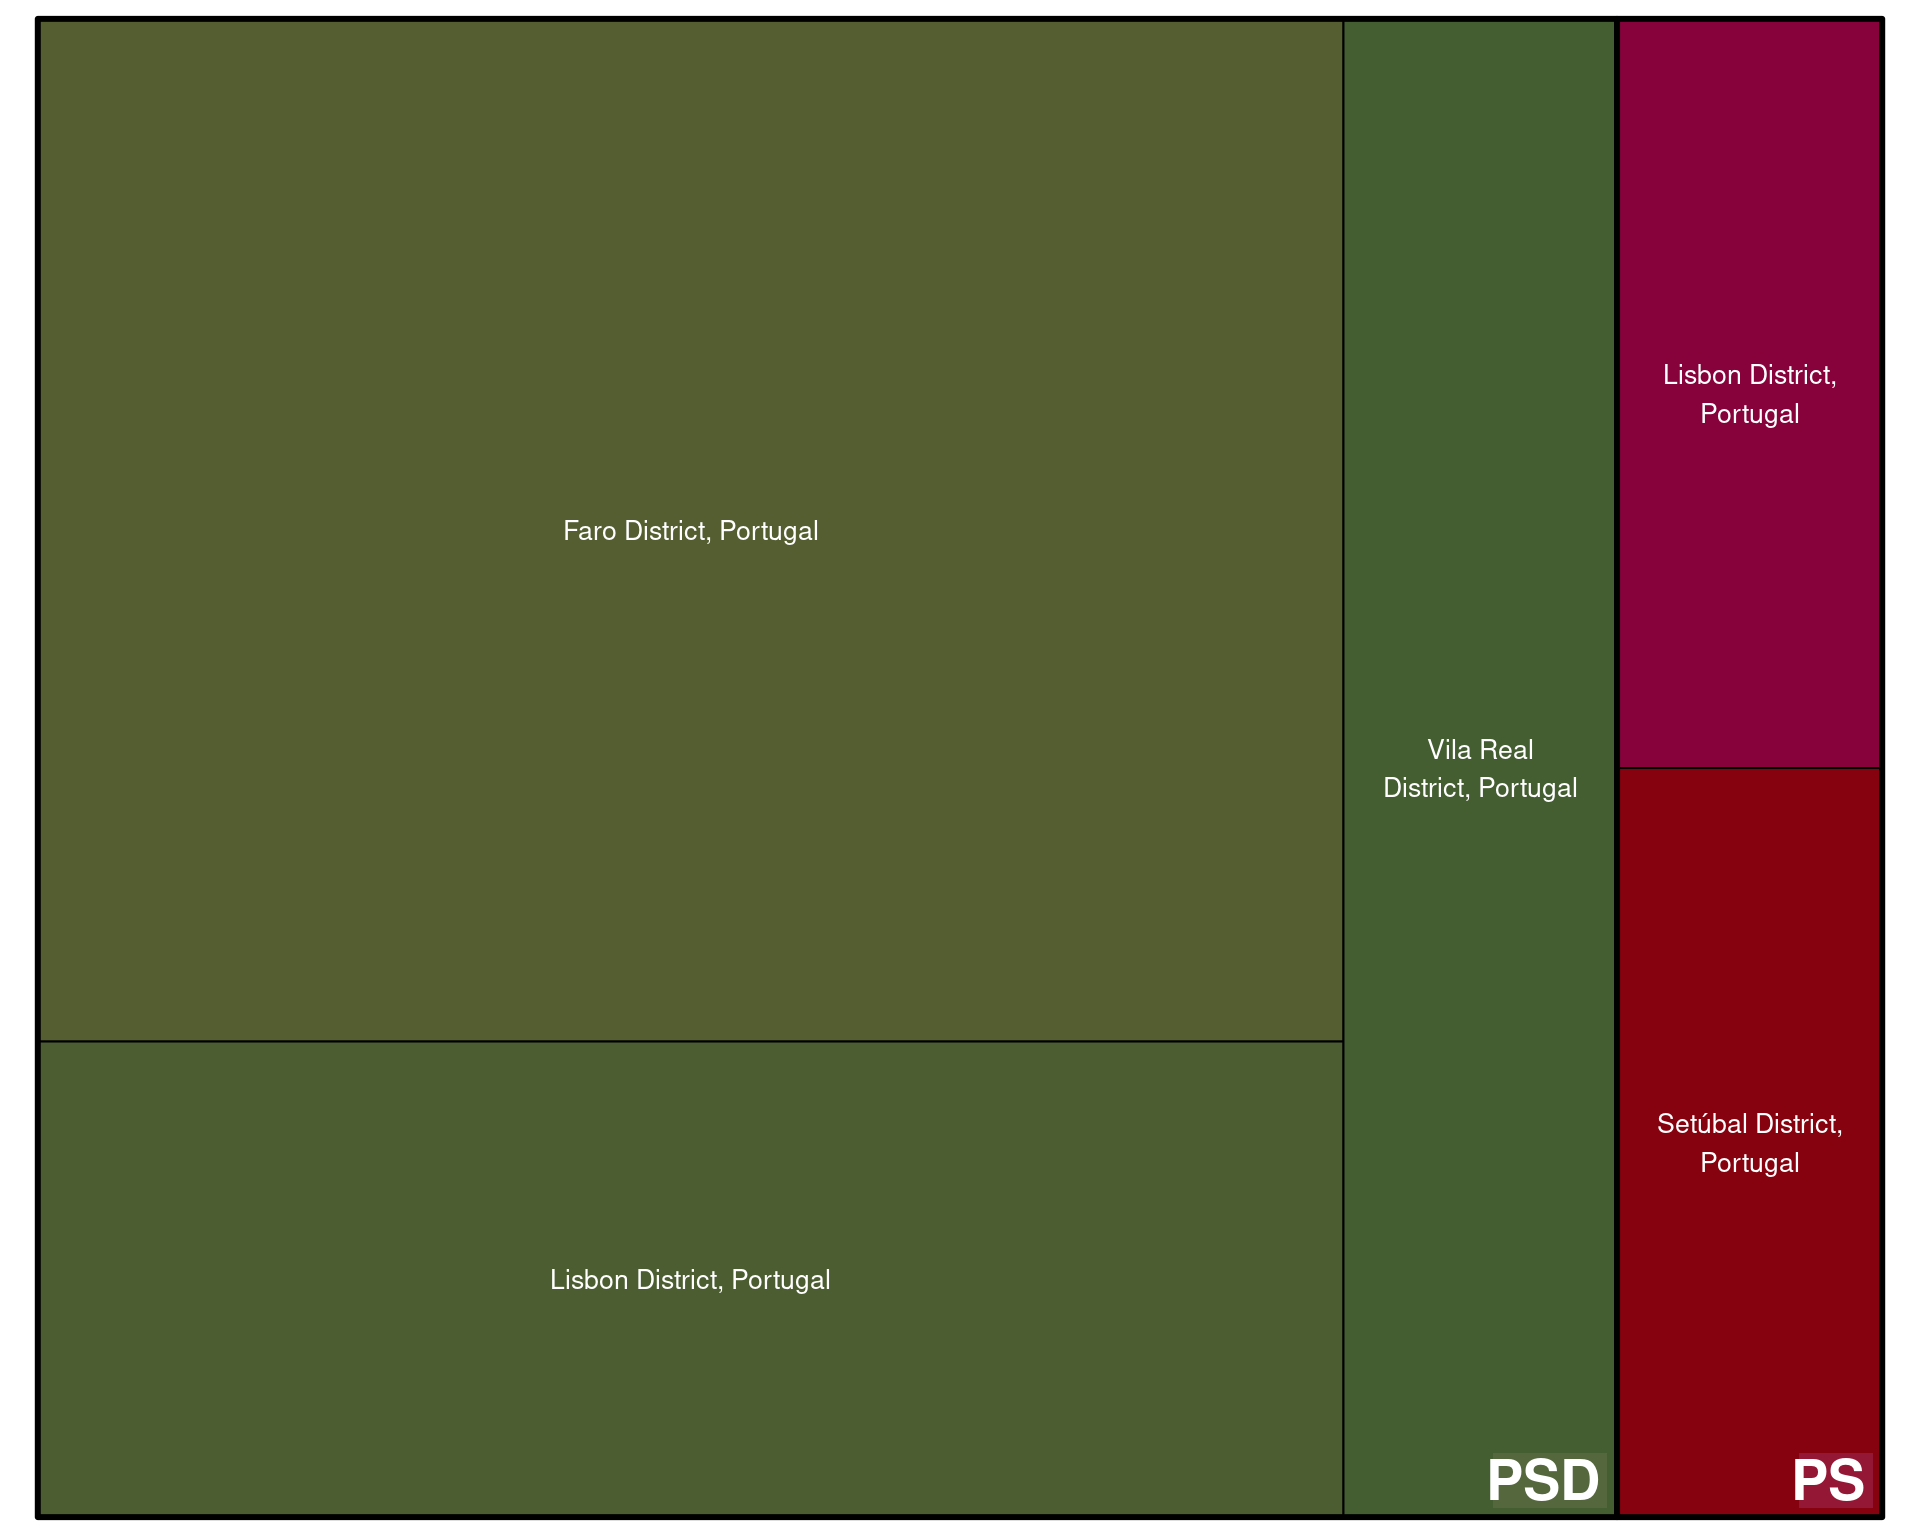 Faro District, Portugal
Lisbon District, Portugal
Vila Real
District, Portugal
PSD
Lisbon District,
Portugal
Setúbal District,
Portugal
PS